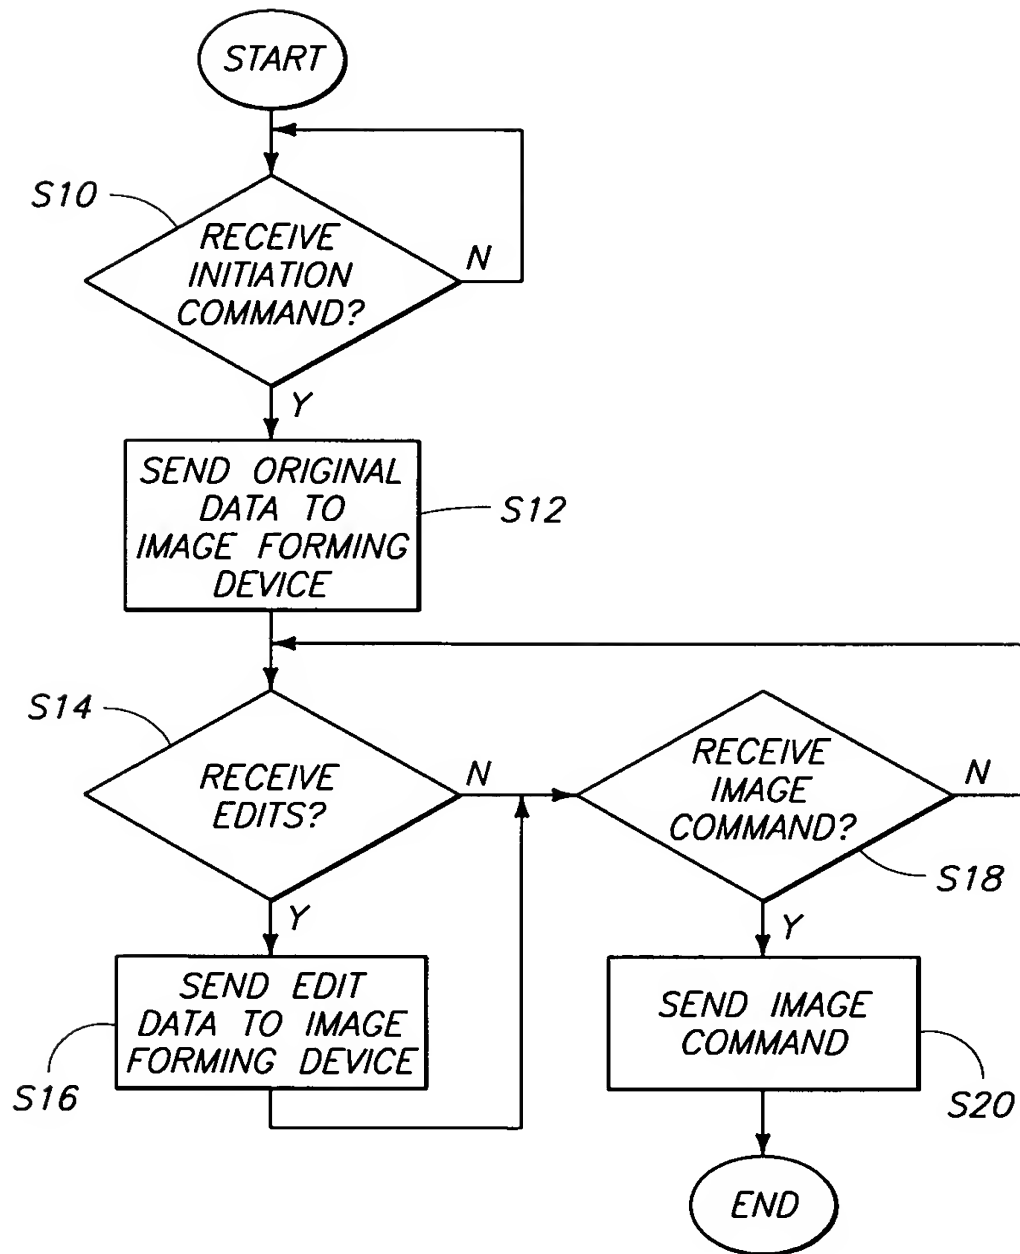 START
S10
RECEIVE
INITIATION
COMMAND?
N
Y
SEND ORIGINAL
DATA TO
IMAGE FORMING
DEVICE
S12
S14
RECEIVE
EDITS?
N
Y
SEND EDIT
DATA TO IMAGE
FORMING DEVICE
S16
RECEIVE
IMAGE
COMMAND?
N
S18
Y
SEND IMAGE
COMMAND
S20
END